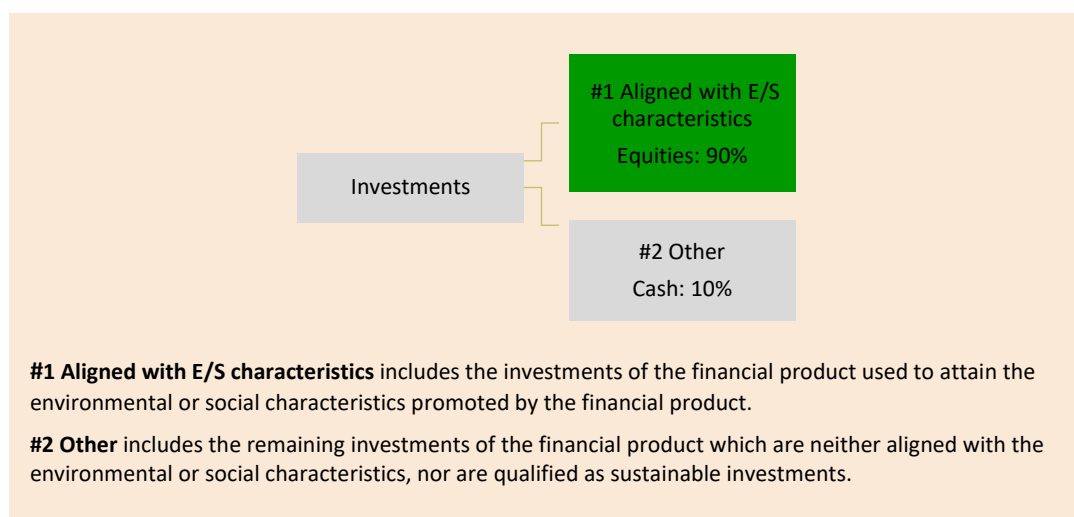 #1 Aligned with E/S
characteristics
Equities: 90%
Investments
#2 Other
Cash: 10%
#1 Aligned with E/S characteristics includes the investments of the financial product used to attain the
environmental or social characteristics promoted by the financial product.
#2 Other includes the remaining investments of the financial product which are neither aligned with the
environmental or social characteristics, nor are qualified as sustainable investments.